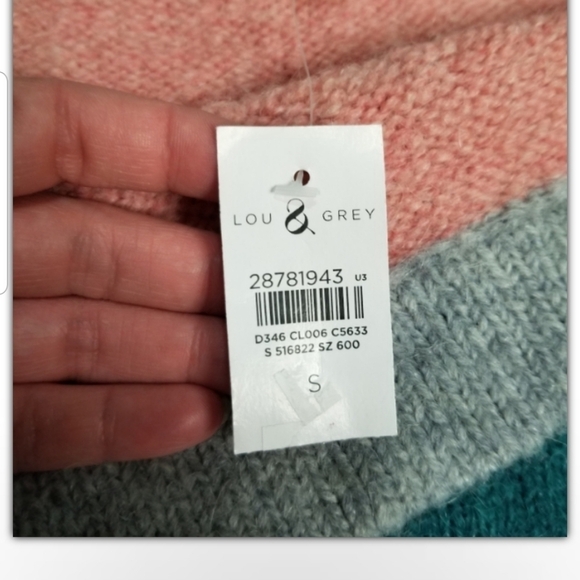 LOU & GREY
28781943 U3
D346 CL006 C5633
S 516822 SZ 600
S